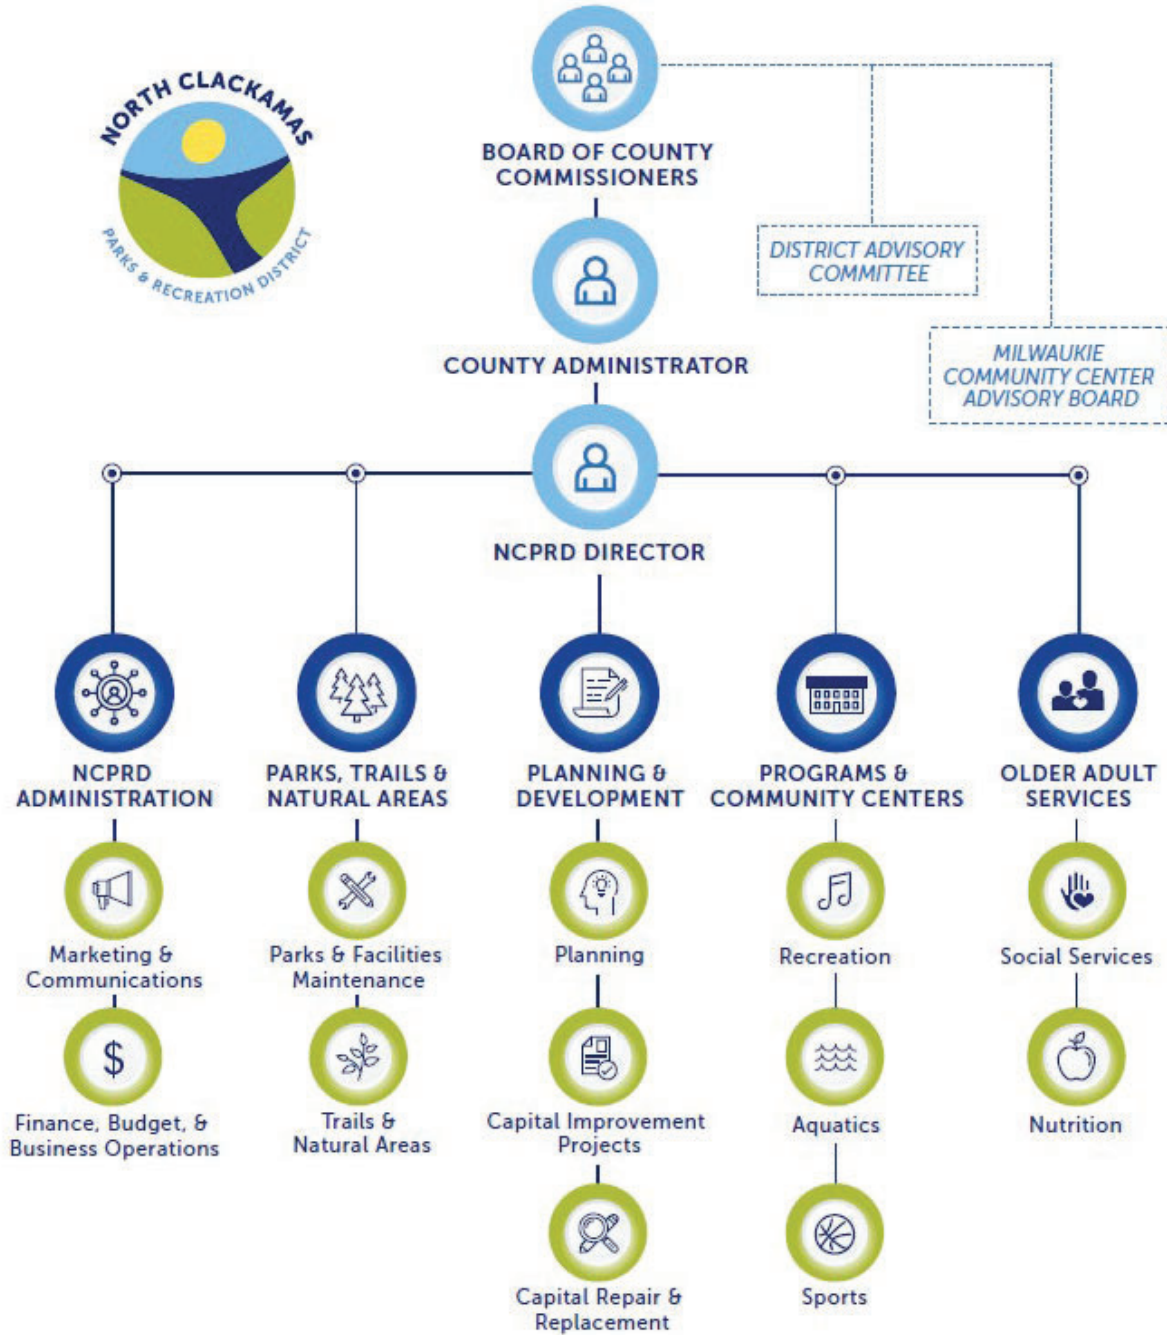 NORTH CLACKAMAS
PARKS & RECREATION DISTRICT
BOARD OF COUNTY
COMMISSIONERS
DISTRICT ADVISORY
COMMITTEE
COUNTY ADMINISTRATOR
MILWAUKIE
COMMUNITY CENTER
ADVISORY BOARD
NCPRD DIRECTOR
NCPRD
ADMINISTRATION
PARKS, TRAILS &
NATURAL AREAS
PLANNING &
DEVELOPMENT
PROGRAMS &
COMMUNITY CENTERS
OLDER ADULT
SERVICES
Marketing &
Communications
Parks & Facilities
Maintenance
Planning
Recreation
Social Services
$
Finance, Budget, &
Business Operations
Trails &
Natural Areas
Capital Improvement
Projects
Aquatics
Nutrition
Capital Repair &
Replacement
Sports